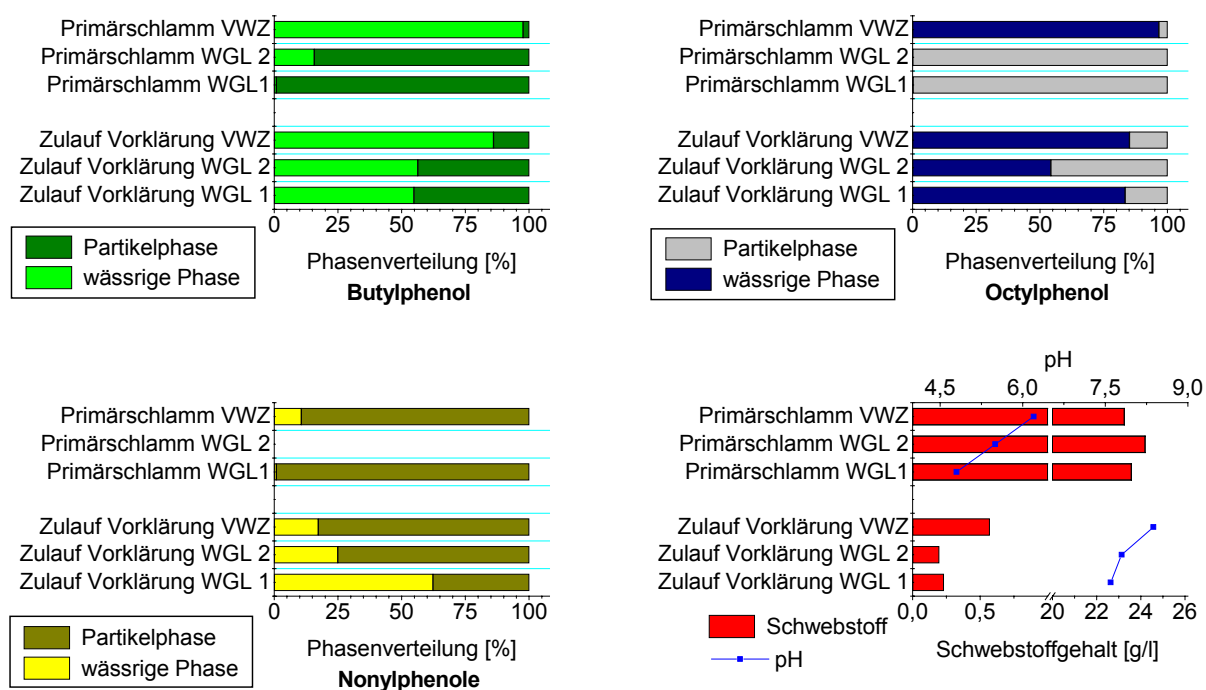 Primärschlamm VWZ
Primärschlamm WGL 2
Primärschlamm WGL1
Zulauf Vorklärung VWZ
Zulauf Vorklärung WGL 2
Zulauf Vorklärung WGL 1
0 25 50 75 100
Partikelphase
wässrige Phase
Phasenverteilung [%]
Butylphenol
Primärschlamm VWZ
Primärschlamm WGL 2
Primärschlamm WGL1
Zulauf Vorklärung VWZ
Zulauf Vorklärung WGL 2
Zulauf Vorklärung WGL 1
0 25 50 75 100
Partikelphase
wässrige Phase
Phasenverteilung [%]
Octylphenol
Primärschlamm VWZ
Primärschlamm WGL 2
Primärschlamm WGL1
Zulauf Vorklärung VWZ
Zulauf Vorklärung WGL 2
Zulauf Vorklärung WGL 1
0 25 50 75 100
Partikelphase
wässrige Phase
Phasenverteilung [%]
Nonylphenole
pH
4,5 6,0 7,5 9,0
Primärschlamm VWZ
Primärschlamm WGL 2
Primärschlamm WGL1
Zulauf Vorklärung VWZ
Zulauf Vorklärung WGL 2
Zulauf Vorklärung WGL 1
0,0 0,5 20 22 24 26
Schwebstoff
pH
Schwebstoffgehalt [g/l]